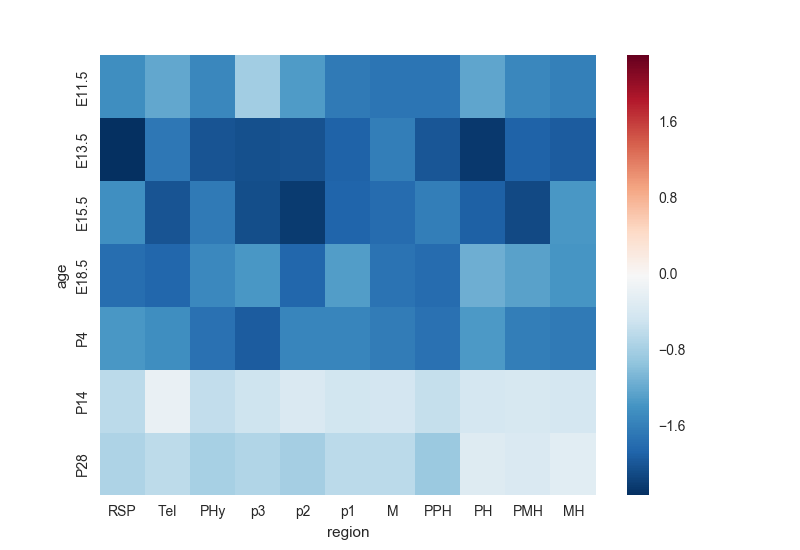 E11.5
E13.5
E15.5
E18.5
P4
P14
P28
age
RSP Tel PHy p3 p2 p1 M PPH PH PMH MH
region
1.6
0.8
0.0
−0.8
−1.6